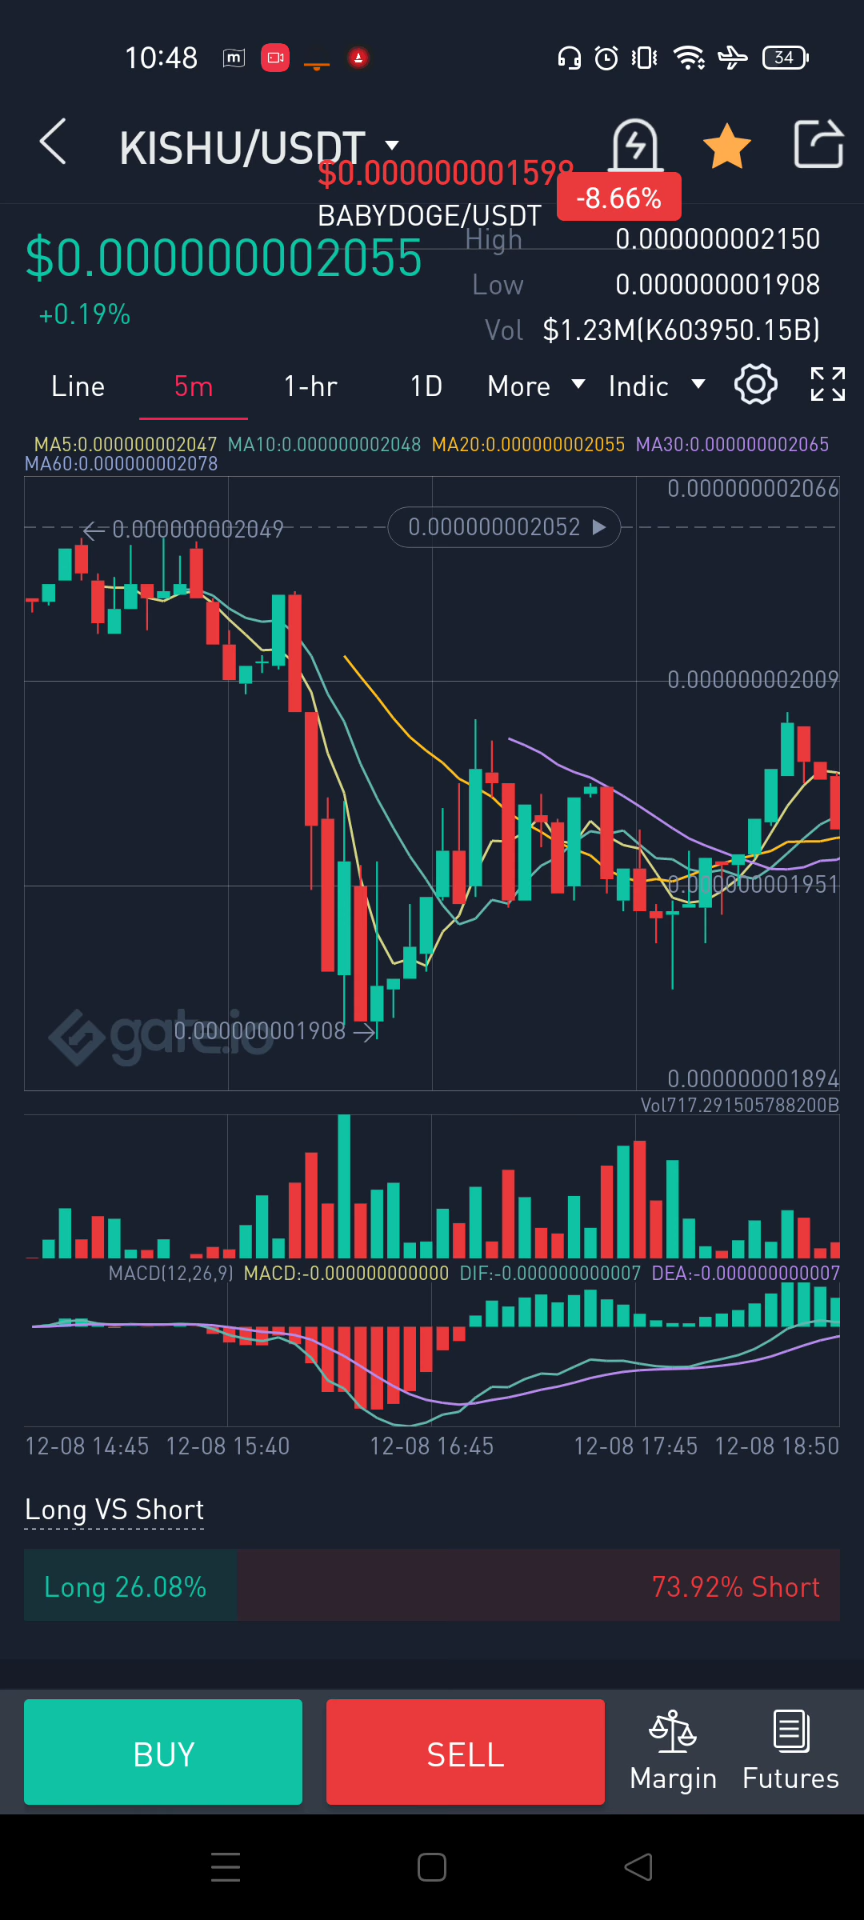 10:48
m
34
KISHU/USDT
$0.000000001599
-8.66%
BABYDOGE/USDT
$0.000000002055
+0.19%
High 0.000000002150
Low 0.000000001908
Vol $1.23M(K603950.15B)
Line 5m 1-hr 1D More Indic
MA5:0.000000002047 MA10:0.000000002048 MA20:0.000000002055 MA30:0.000000002065
MA60:0.000000002078
0.000000002066
0.000000002049
0.000000002052
0.000000002009
0.000000001951
gate.io
0.000000001908
0.000000001894
Vol717.291505788200B
MACD(12,26,9) MACD:-0.000000000000 DIF:-0.000000000007 DEA:-0.000000000007
12-08 14:45 12-08 15:40 12-08 16:45 12-08 17:45 12-08 18:50
Long VS Short
Long 26.08% 73.92% Short
BUY SELL Margin Futures